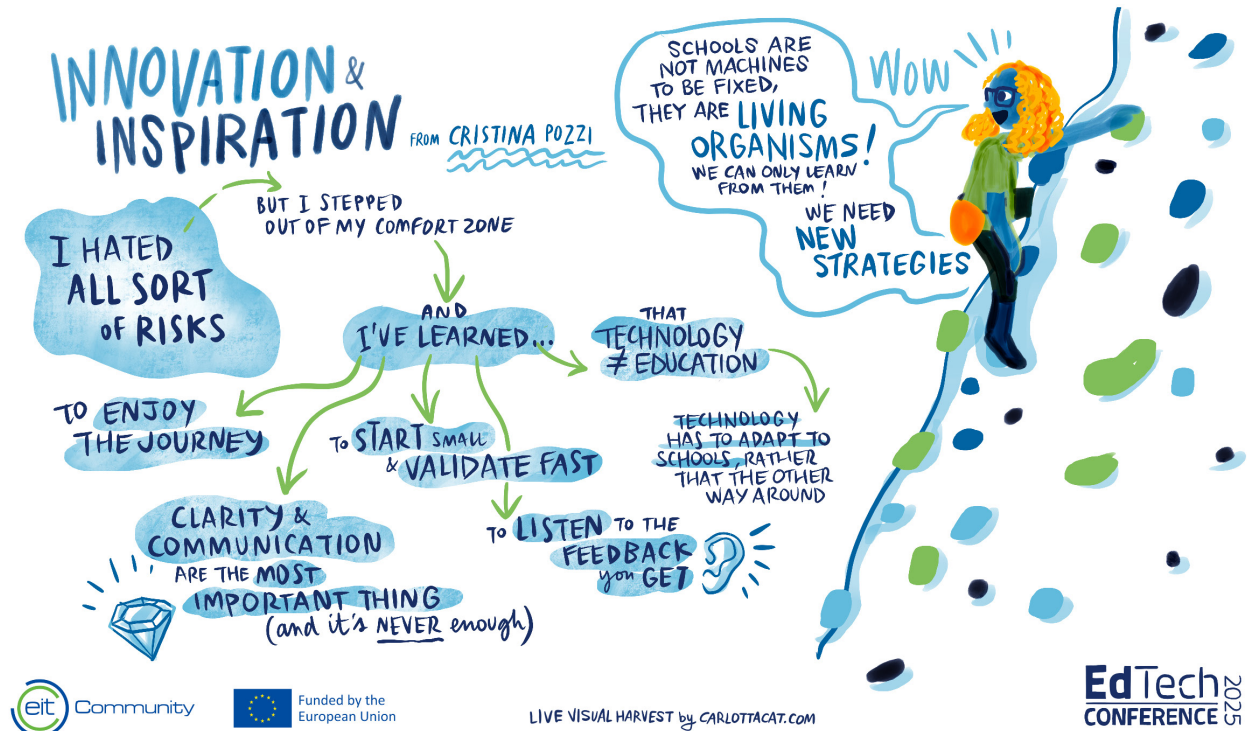 INNOVATION &
INSPIRATION
FROM CRISTINA POZZI
I HATED
ALL SORT
OF RISKS
BUT I STEPPED
OUT OF MY COMFORT ZONE
AND
I'VE LEARNED...
TO ENJOY
THE JOURNEY
CLARITY &
COMMUNICATION
ARE THE MOST
IMPORTANT THING
(and it's NEVER enough)
TO START SMALL
& VALIDATE FAST
TO LISTEN TO THE
FEEDBACK
you GET
THAT
TECHNOLOGY
≠ EDUCATION
TECHNOLOGY
HAS TO ADAPT TO
SCHOOLS, RATHER
THAT THE OTHER
WAY AROUND
SCHOOLS ARE
NOT MACHINES
TO BE FIXED,
THEY ARE LIVING
ORGANISMS!
WE CAN ONLY LEARN
FROM THEM!
WE NEED
NEW
STRATEGIES
WOW
eit Community
Funded by the
European Union
LIVE VISUAL HARVEST by CARLOTTACAT.COM
EdTech
CONFERENCE
2025